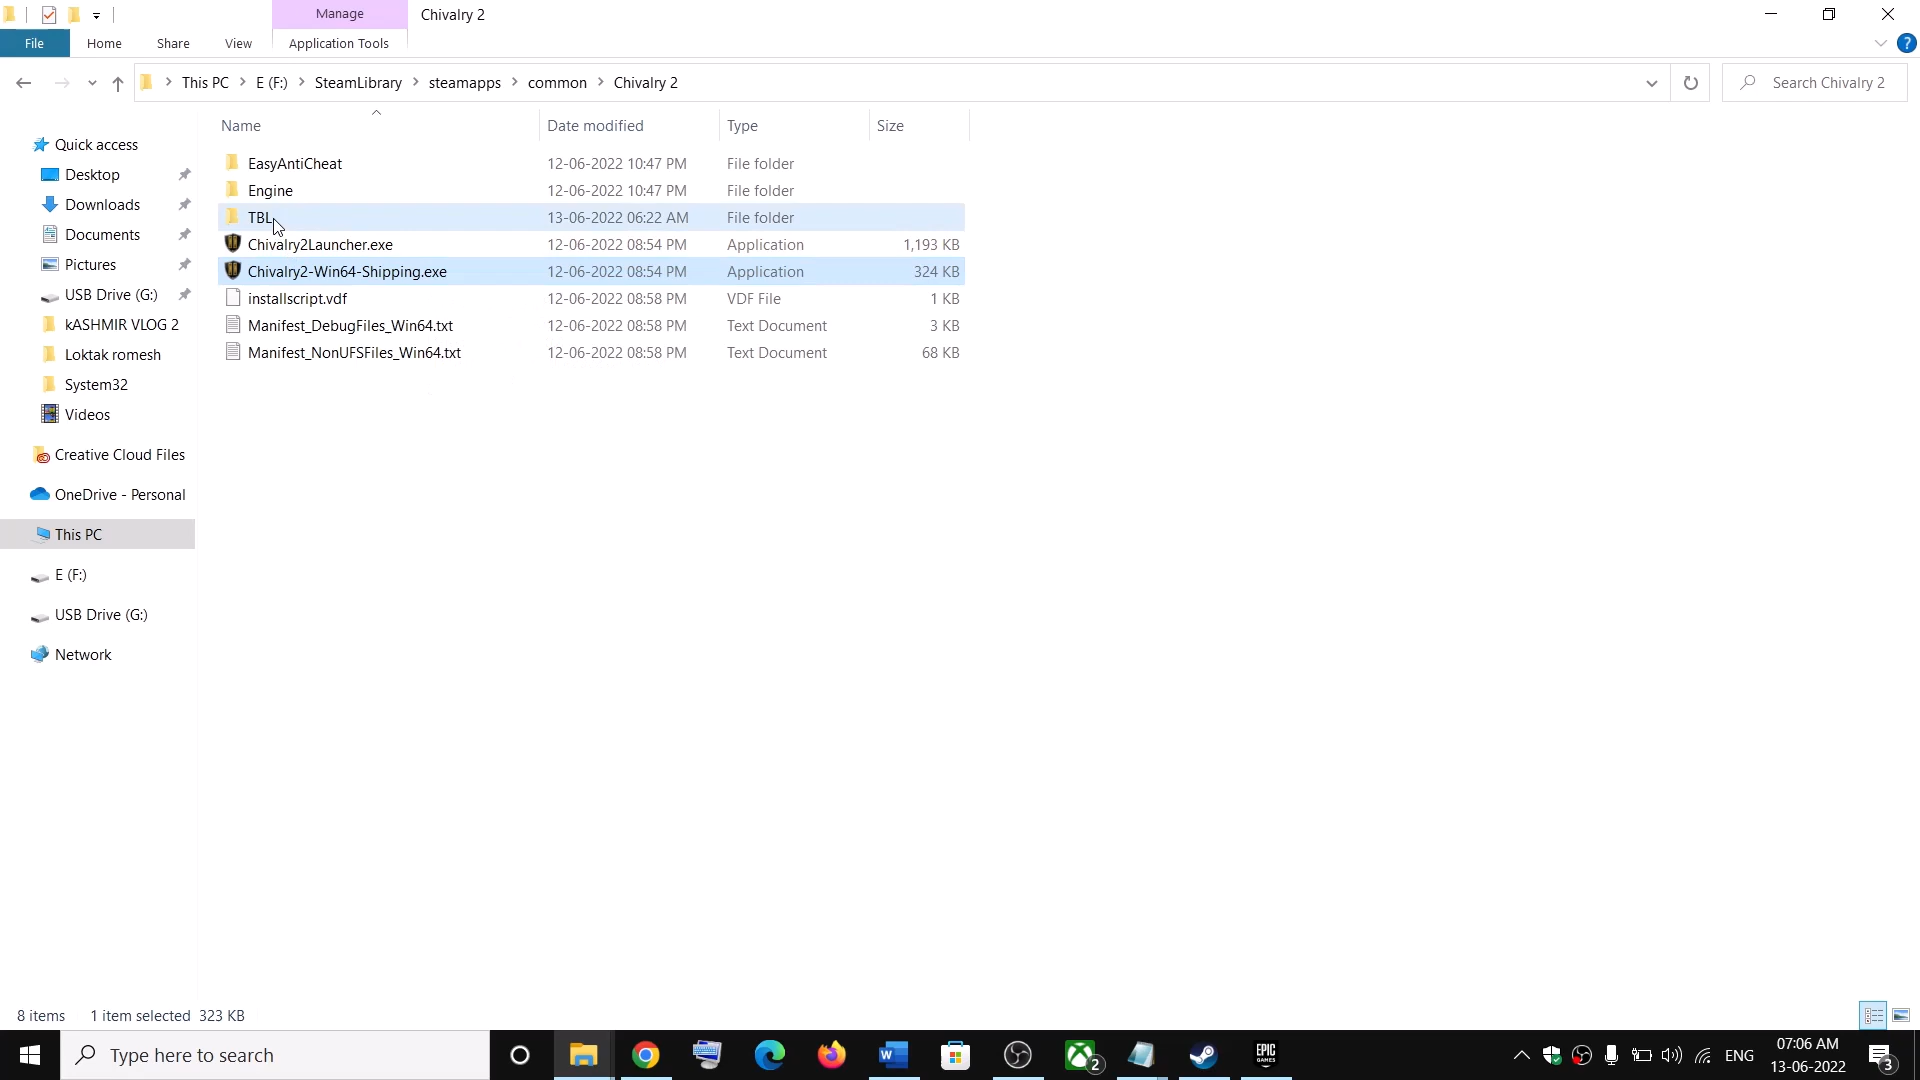 Manage
Chivalry 2
File
Home
Share
View
Application Tools
?
This PC
E (F:)
SteamLibrary
steamapps
common
Chivalry 2
Search Chivalry 2
Name
Date modified
Type
Size
EasyAntiCheat 12-06-2022 10:47 PM File folder
Engine 12-06-2022 10:47 PM File folder
TBL 13-06-2022 06:22 AM File folder
Chivalry2Launcher.exe 12-06-2022 08:54 PM Application 1,193 KB
Chivalry2-Win64-Shipping.exe 12-06-2022 08:54 PM Application 324 KB
installscript.vdf 12-06-2022 08:58 PM VDF File 1 KB
Manifest_DebugFiles_Win64.txt 12-06-2022 08:58 PM Text Document 3 KB
Manifest_NonUFSFiles_Win64.txt 12-06-2022 08:58 PM Text Document 68 KB
Quick access
Desktop
Downloads
Documents
Pictures
USB Drive (G:)
kASHMIR VLOG 2
Loktak romesh
System32
Videos
Creative Cloud Files
OneDrive - Personal
This PC
E (F:)
USB Drive (G:)
Network
8 items
1 item selected 323 KB
Type here to search
W
2
EPIC
GAMES
ENG
07:06 AM
13-06-2022
3